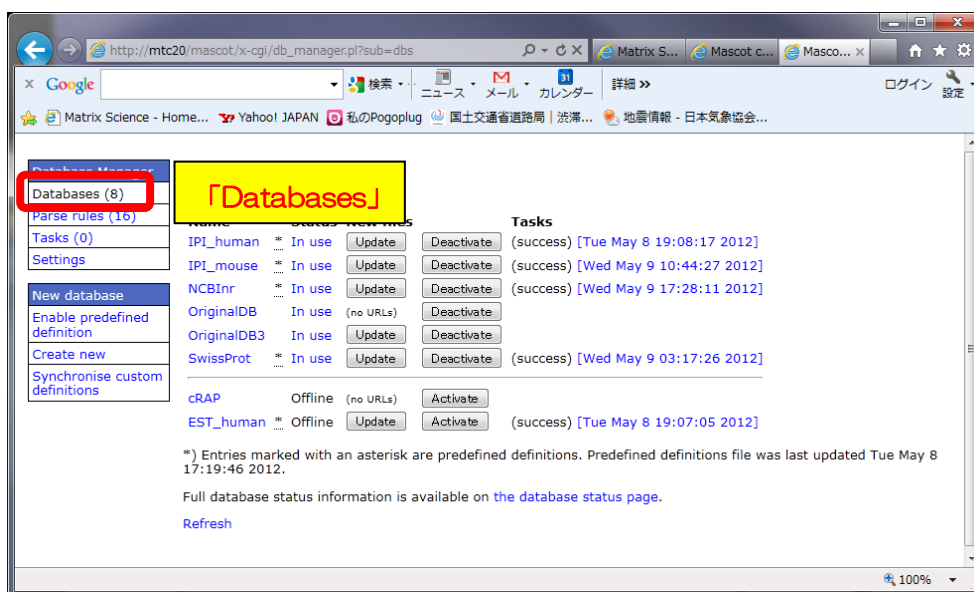 http://mtc20/mascot/x-cgi/db_manager.pl?sub=dbs
Matrix S...
Mascot c...
Masco...
Google
検索
ニュース
メール
31
カレンダー
詳細 »
ログイン
設定
Matrix Science - Home...
Yahoo! JAPAN
私のPogoplug
国土交通省道路局 | 渋滞...
地震情報 - 日本気象協会...
Database Manager
Databases (8)
Parse rules (16)
Tasks (0)
Settings
New database
Enable predefined
definition
Create new
Synchronise custom
definitions
「Databases」
Name Status New files Tasks
IPI_human * In use Update Deactivate (success) [Tue May 8 19:08:17 2012]
IPI_mouse * In use Update Deactivate (success) [Wed May 9 10:44:27 2012]
NCBInr * In use Update Deactivate (success) [Wed May 9 17:28:11 2012]
OriginalDB In use (no URLs) Deactivate
OriginalDB3 In use Update Deactivate
SwissProt * In use Update Deactivate (success) [Wed May 9 03:17:26 2012]
cRAP Offline (no URLs) Activate
EST_human * Offline Update Activate (success) [Tue May 8 19:07:05 2012]
*) Entries marked with an asterisk are predefined definitions. Predefined definitions file was last updated Tue May 8
17:19:46 2012.
Full database status information is available on the database status page.
Refresh
100%